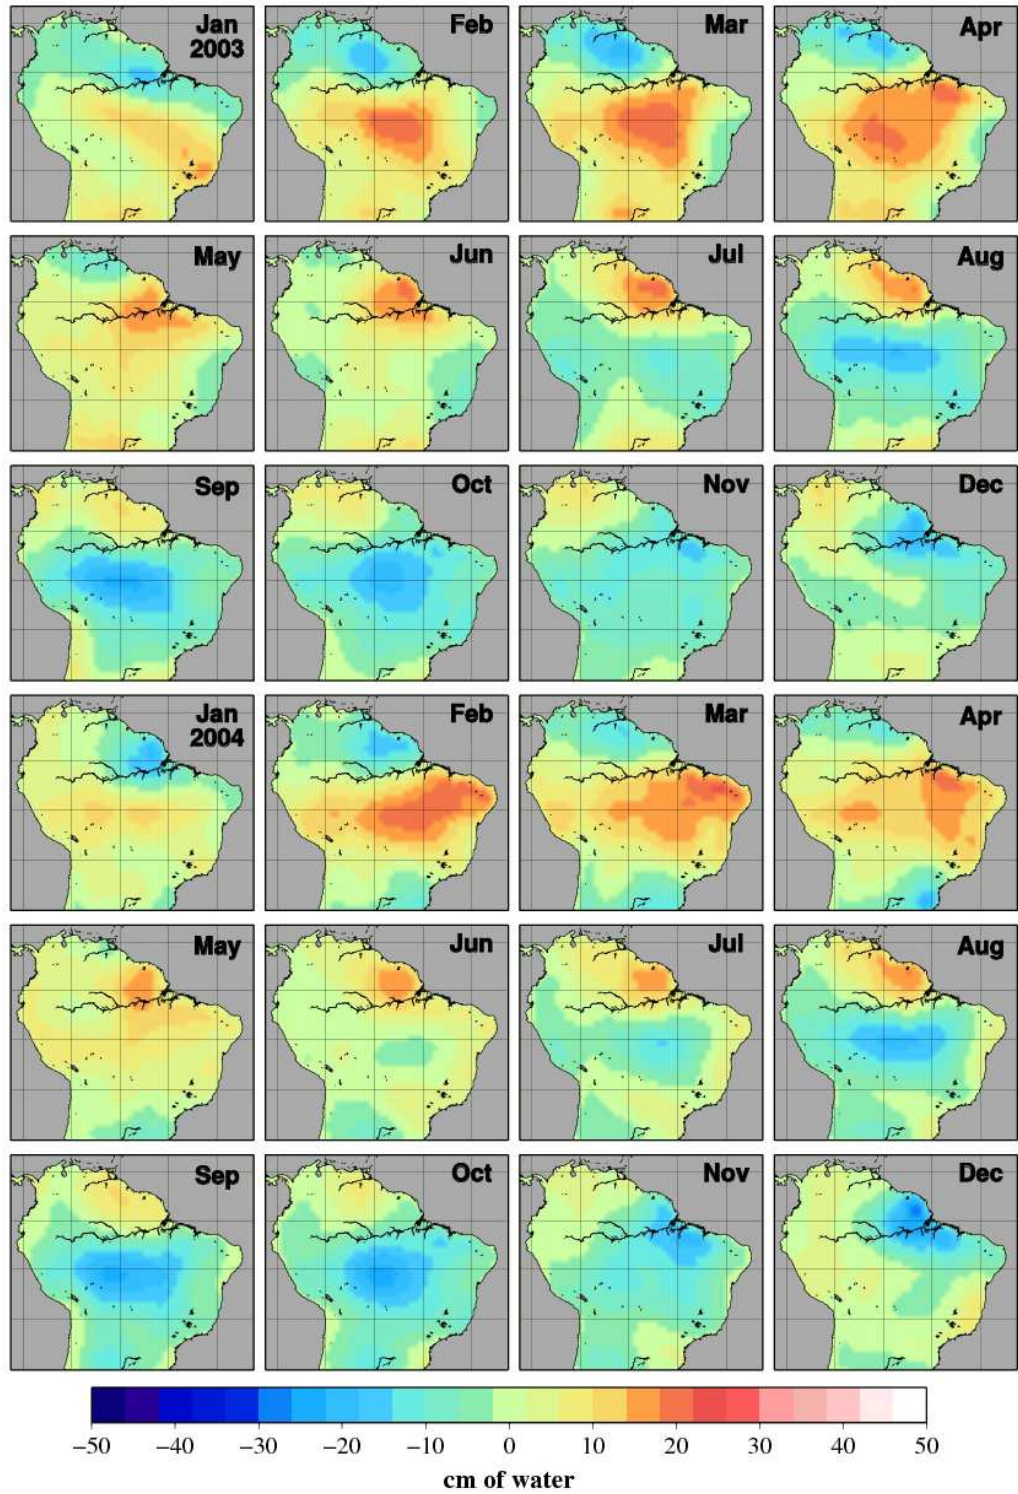 Jan
2003
Feb
Mar
Apr
May
Jun
Jul
Aug
Sep
Oct
Nov
Dec
Jan
2004
Feb
Mar
Apr
May
Jun
Jul
Aug
Sep
Oct
Nov
Dec
−50 −40 −30 −20 −10 0 10 20 30 40 50
cm of water